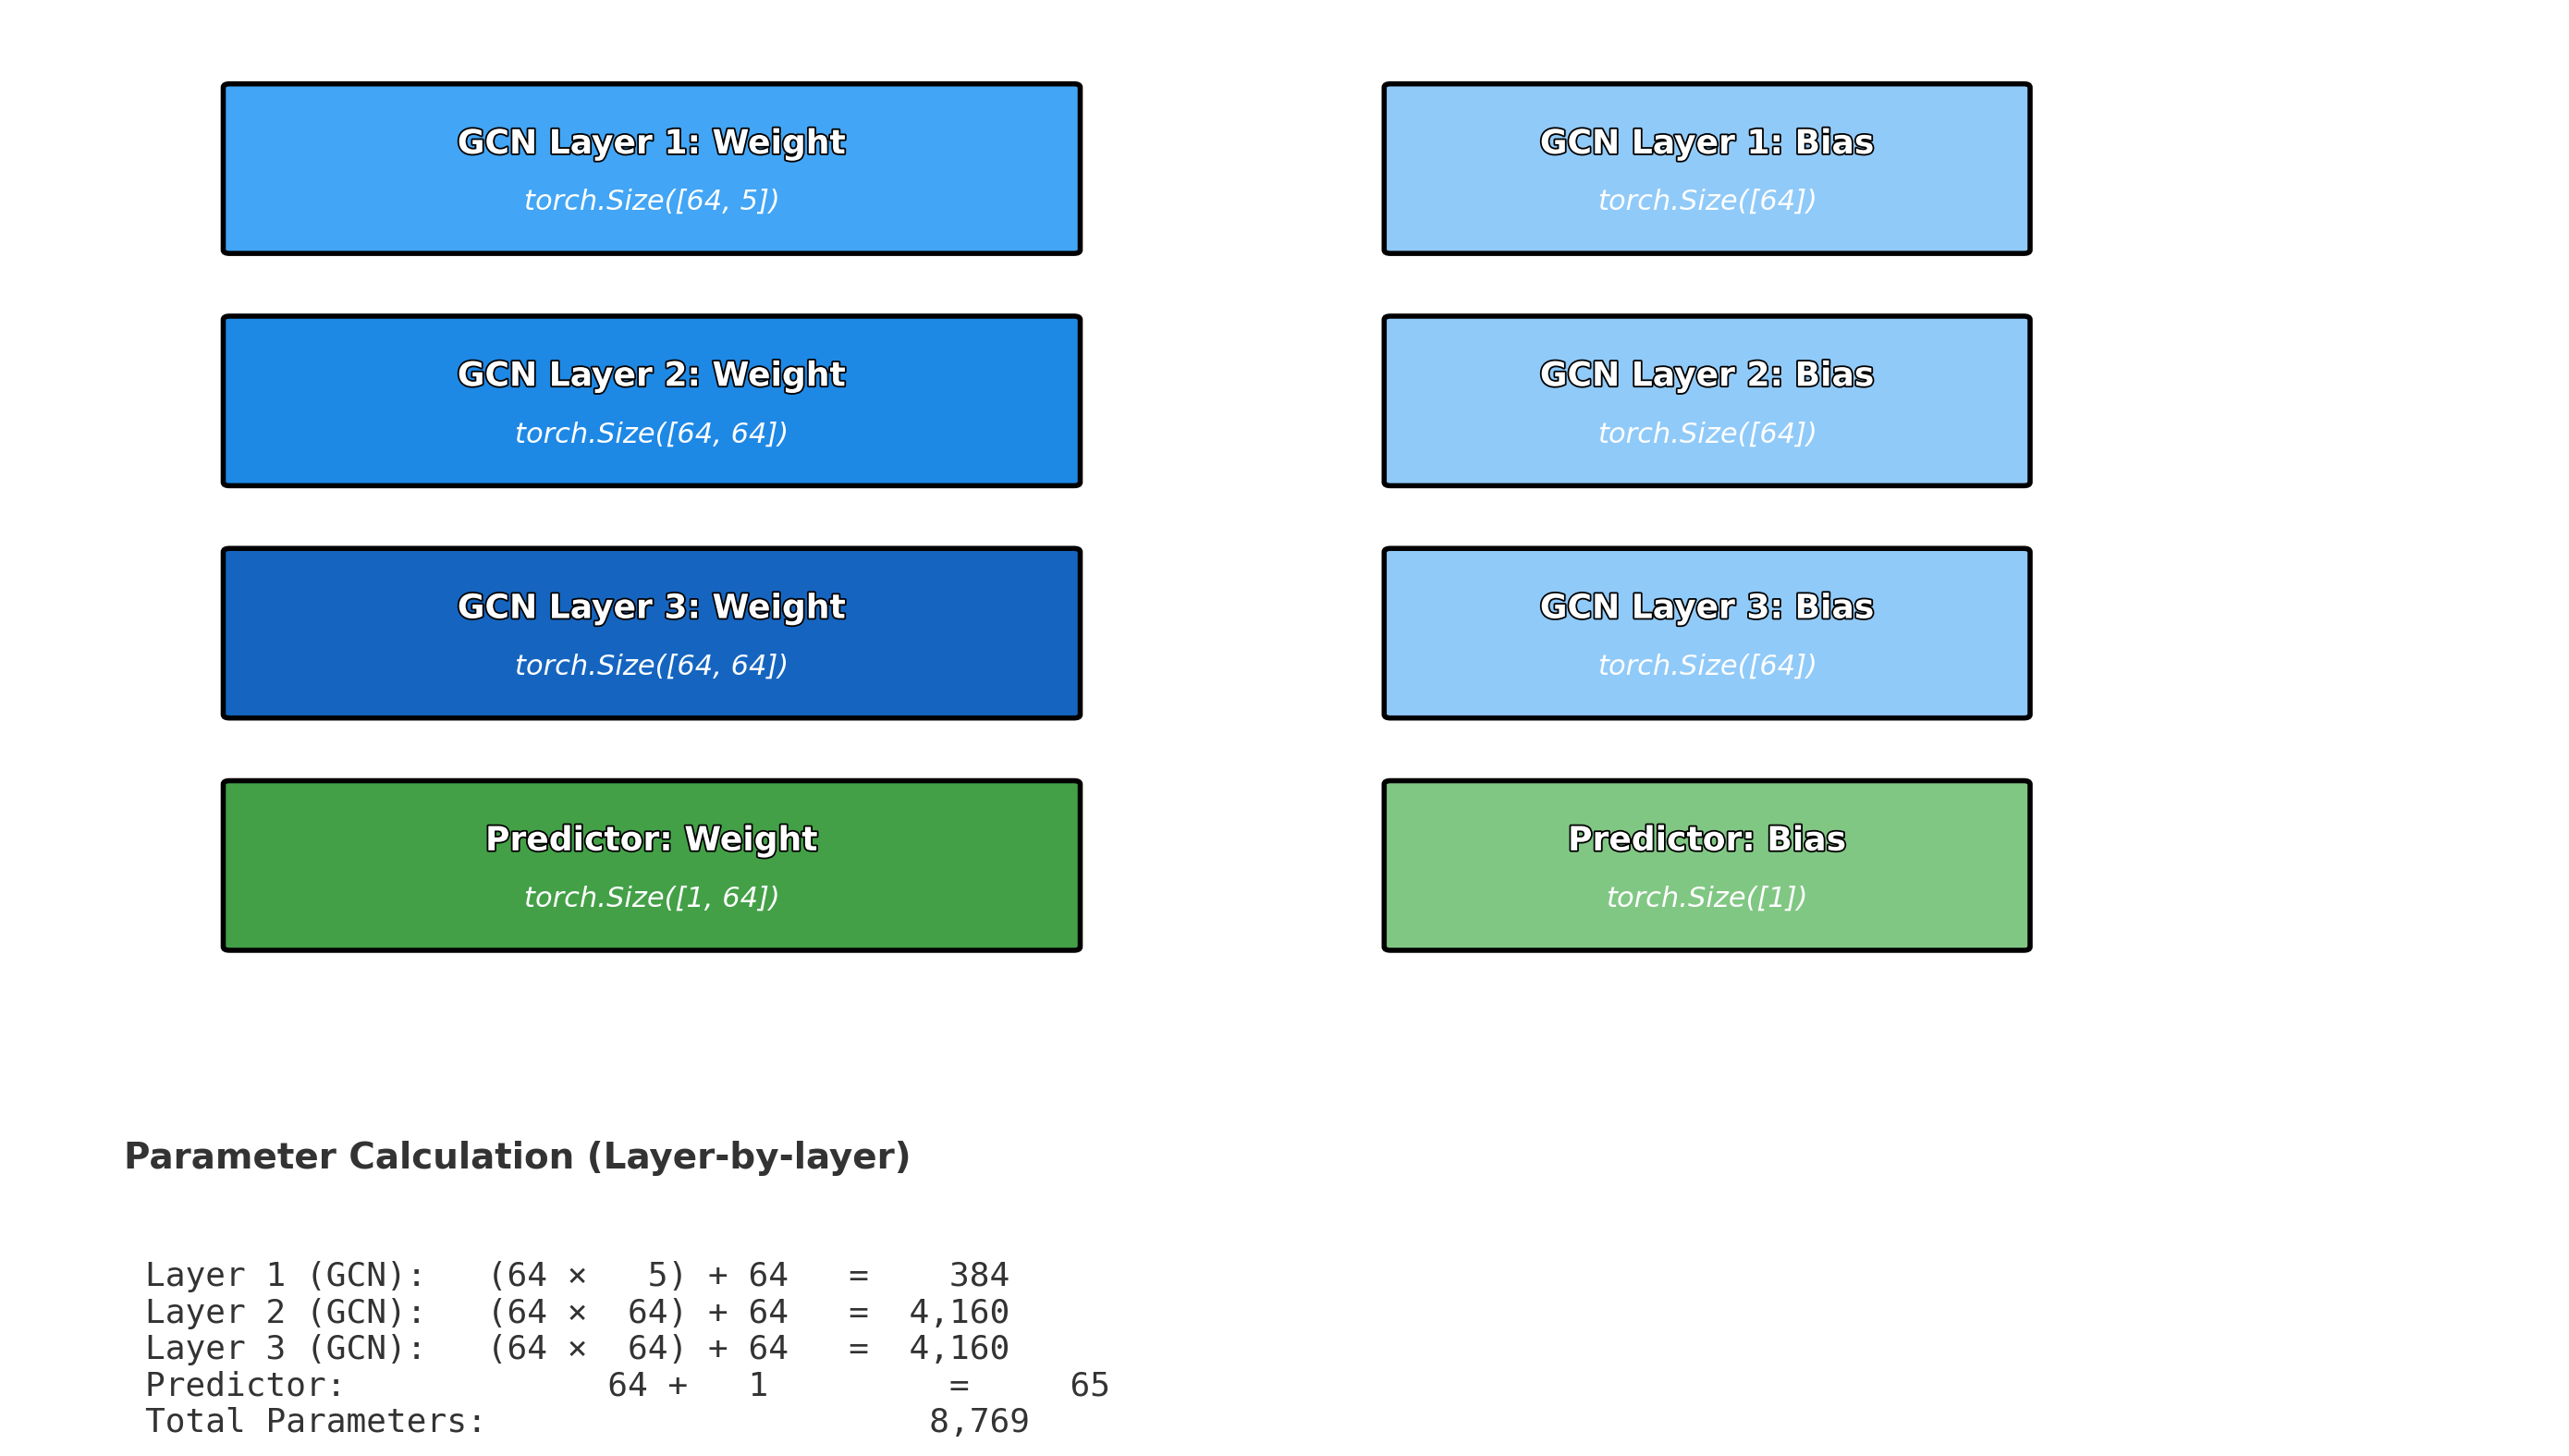 GCN Layer 1: Weight
torch.Size([64, 5])
GCN Layer 1: Bias
torch.Size([64])
GCN Layer 2: Weight
torch.Size([64, 64])
GCN Layer 2: Bias
torch.Size([64])
GCN Layer 3: Weight
torch.Size([64, 64])
GCN Layer 3: Bias
torch.Size([64])
Predictor: Weight
torch.Size([1, 64])
Predictor: Bias
torch.Size([1])
Parameter Calculation (Layer-by-layer)
Layer 1 (GCN): (64 × 5) + 64 = 384
Layer 2 (GCN): (64 × 64) + 64 = 4,160
Layer 3 (GCN): (64 × 64) + 64 = 4,160
Predictor: 64 + 1 = 65
Total Parameters: 8,769